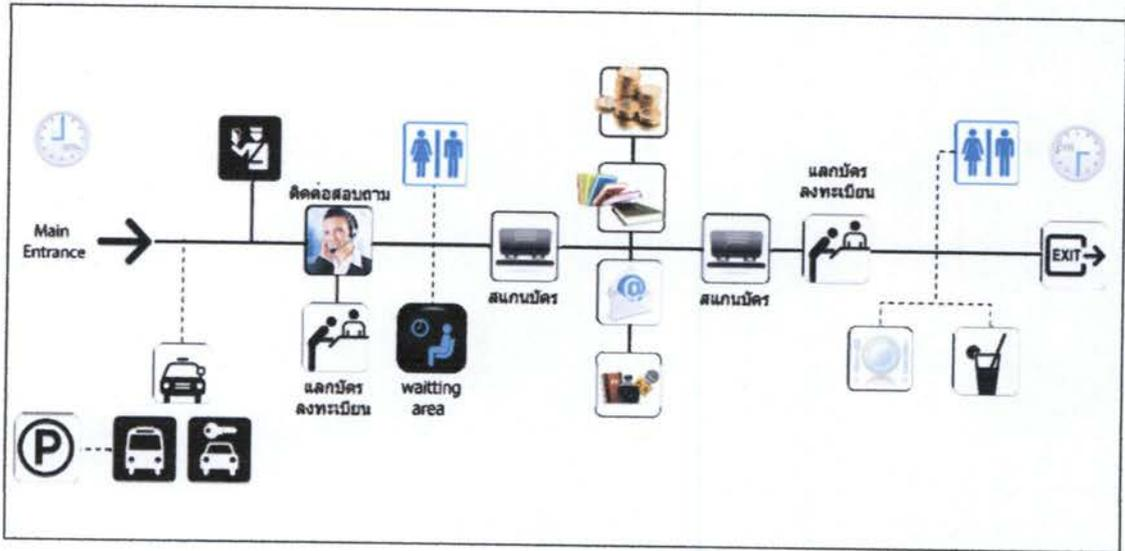 Main
Entrance
ติดต่อสอบถาม
แลกบัตร
ลงทะเบียน
waitting
area
สแกนบัตร
สแกนบัตร
แลกบัตร
ลงทะเบียน
EXIT
P
@